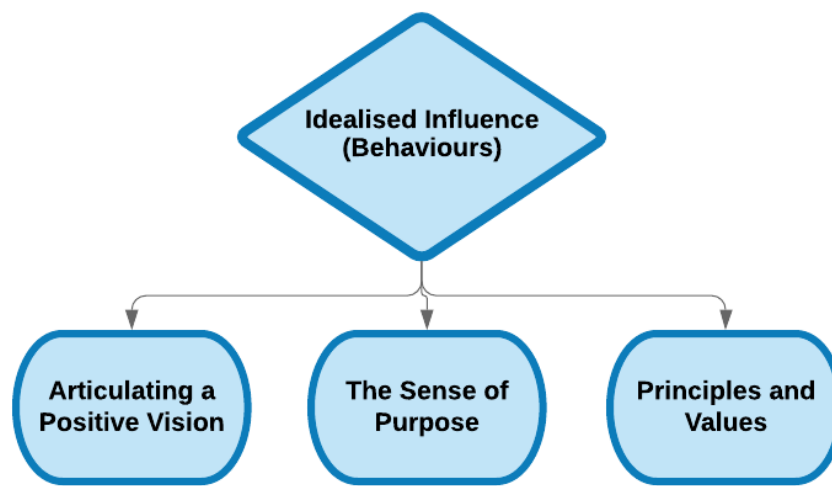 Idealised Influence
(Behaviours)
Articulating a
Positive Vision
The Sense of
Purpose
Principles and
Values